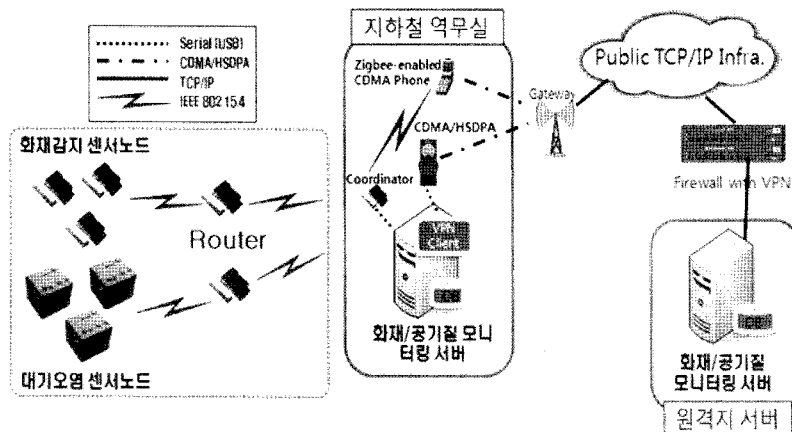 Serial (USB)
CDMA/HSDPA
TCP/IP
IEEE 802.15.4
화재감지 센서노드
Router
대기오염 센서노드
지하철 역무실
Zigbee-enabled
CDMA Phone
CDMA/HSDPA
Coordinator
VPN
Client
DB
화재/공기질 모니
터링 서버
Gateway
Public TCP/IP Infra.
Firewall with VPN
DB
화재/공기질
모니터링 서버
원격지 서버